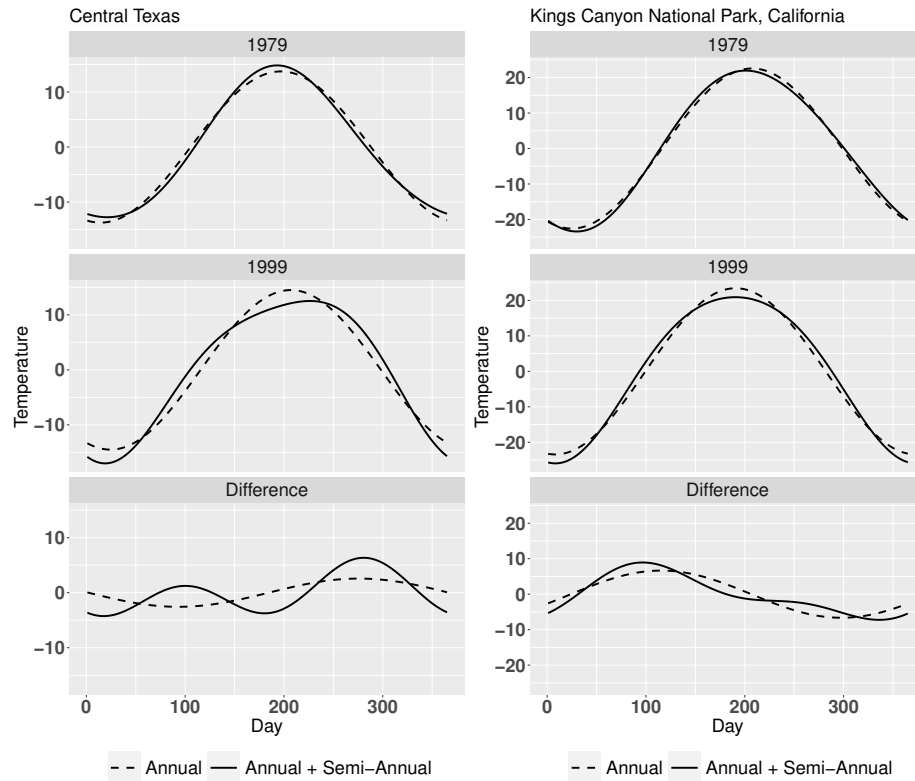 Central Texas
1979
10
0
−10
1999
10
0
−10
Temperature
Difference
10
0
−10
0 100 200 300
Day
Annual Annual + Semi−Annual
Kings Canyon National Park, California
1979
20
10
0
−10
−20
1999
20
10
0
−10
−20
Temperature
Difference
20
10
0
−10
−20
0 100 200 300
Day
Annual Annual + Semi−Annual